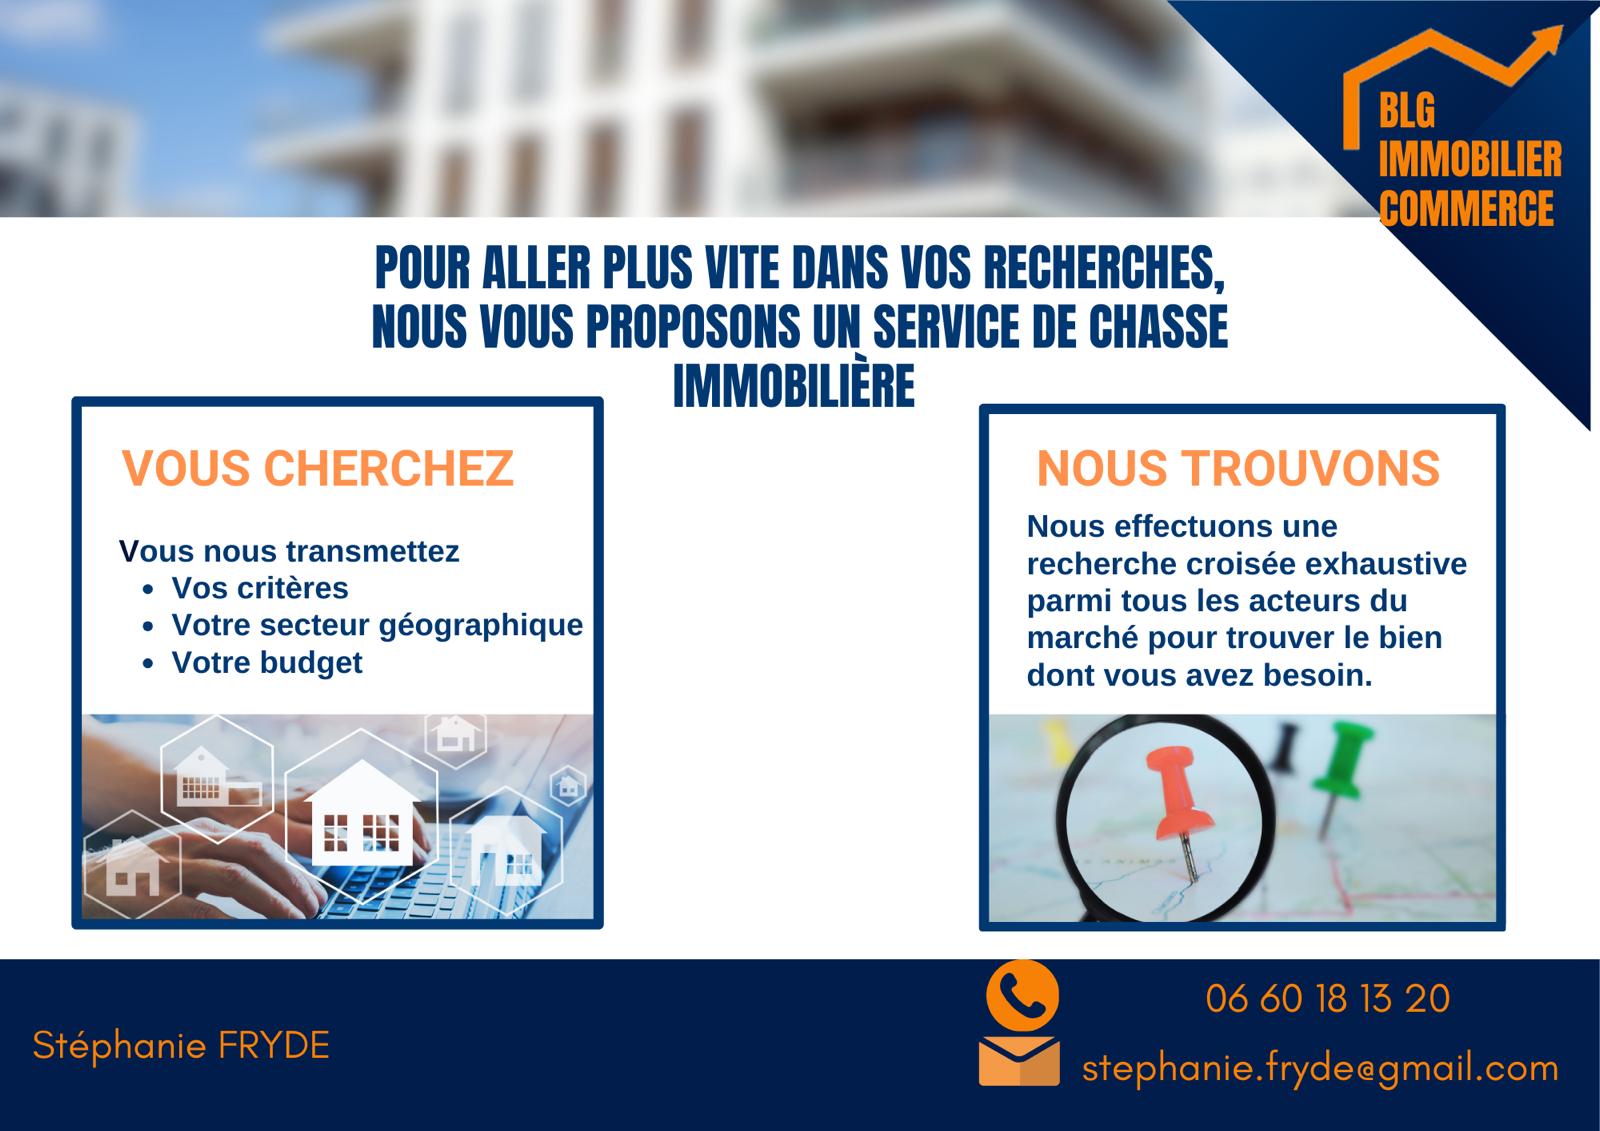 BLG
IMMOBILIER
COMMERCE
POUR ALLER PLUS VITE DANS VOS RECHERCHES,
NOUS VOUS PROPOSONS UN SERVICE DE CHASSE
IMMOBILIÈRE
VOUS CHERCHEZ
Vous nous transmettez
• Vos critères
• Votre secteur géographique
• Votre budget
NOUS TROUVONS
Nous effectuons une
recherche croisée exhaustive
parmi tous les acteurs du
marché pour trouver le bien
dont vous avez besoin.
Stéphanie FRYDE
06 60 18 13 20
stephanie.fryde@gmail.com